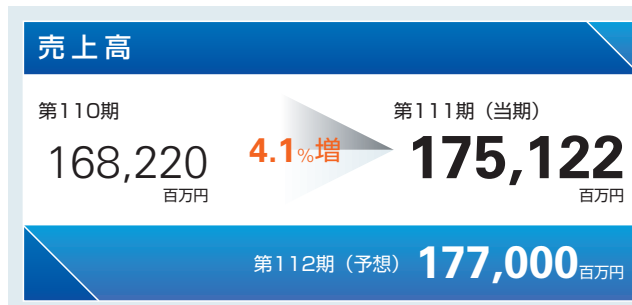 売上高
第110期
168,220
百万円
4.1%増
第111期（当期）
175,122
百万円
第112期（予想） 177,000百万円